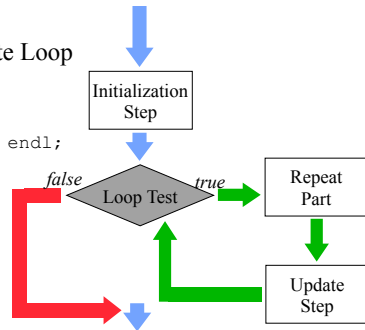 te Loop
Initialization
Step
endl;
false
true
Loop Test
Repeat
Part
Update
Step